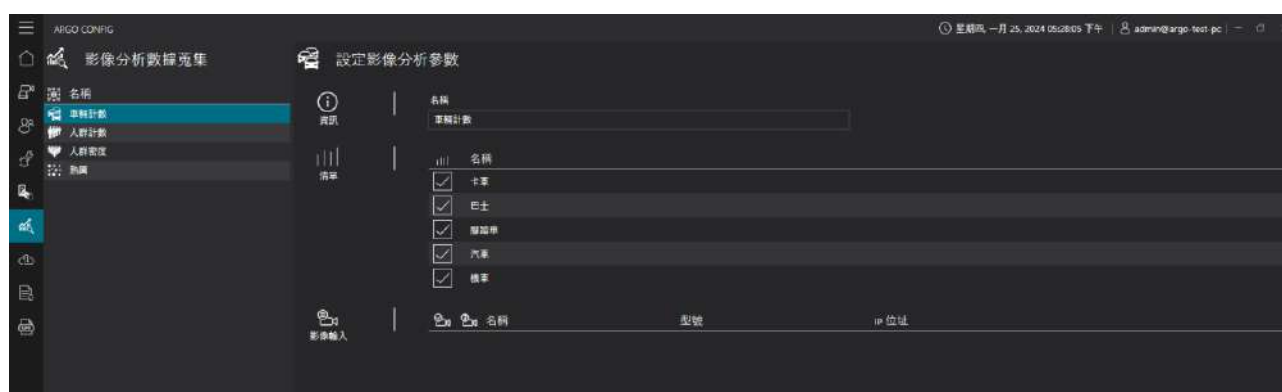 ARGO CONFIG
星期四, 一月 25, 2024 05:28:05 下午
admin@argo-test-pc
影像分析數據蒐集
設定影像分析參數
名稱
車輛計數
人群計數
人群密度
熱圖
資訊
名稱
車輛計數
清單
名稱
卡車
巴士
腳踏車
汽車
機車
影像輸入
名稱 型號 IP 位址